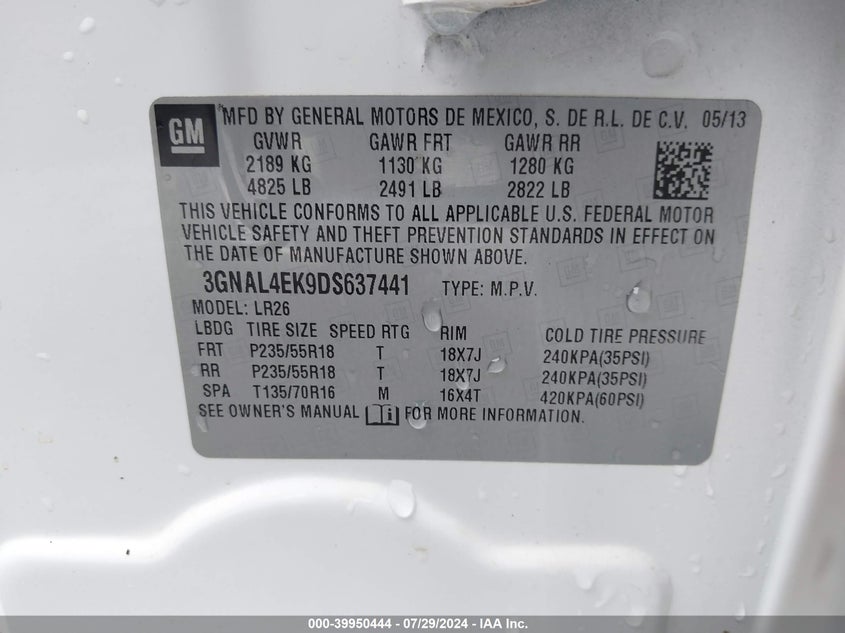 GM
MFD BY GENERAL MOTORS DE MEXICO, S. DE R.L. DE C.V. 05/13
GVWR GAWR FRT GAWR RR
2189 KG 1130 KG 1280 KG
4825 LB 2491 LB 2822 LB
THIS VEHICLE CONFORMS TO ALL APPLICABLE U.S. FEDERAL MOTOR
VEHICLE SAFETY AND THEFT PREVENTION STANDARDS IN EFFECT ON
THE DATE OF MANUFACTURE SHOWN ABOVE.
3GNAL4EK9DS637441 TYPE: M.P.V.
MODEL: LR26
LBDG TIRE SIZE SPEED RTG RIM COLD TIRE PRESSURE
FRT P235/55R18 T 18X7J 240KPA(35PSI)
RR P235/55R18 T 18X7J 240KPA(35PSI)
SPA T135/70R16 M 16X4T 420KPA(60PSI)
SEE OWNER'S MANUAL i FOR MORE INFORMATION.
000-39950444 - 07/29/2024 - IAA Inc.